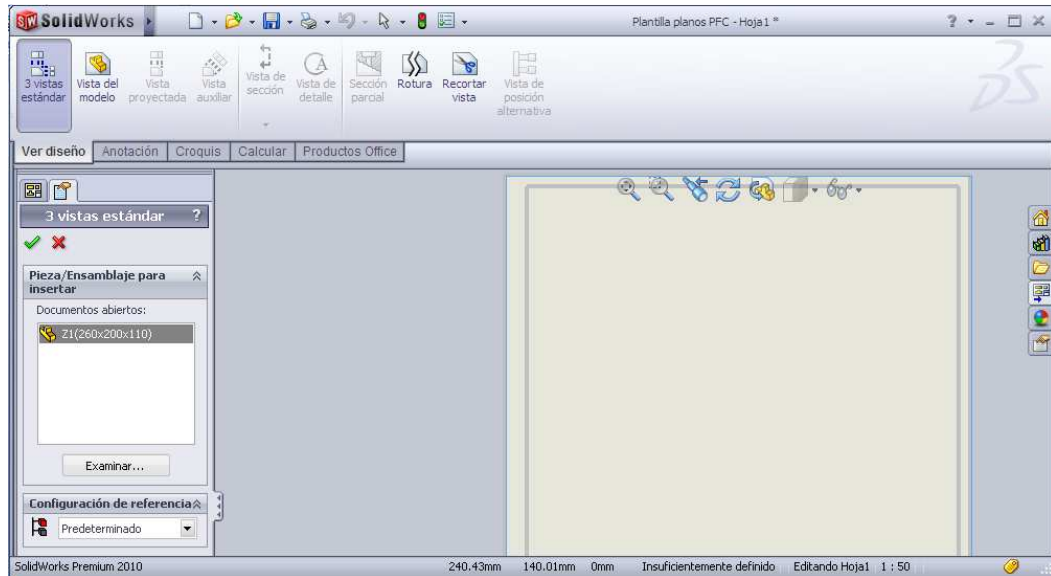 SolidWorks
Plantilla planos PFC - Hoja1 *
3 vistas estándar
Vista del modelo
Vista proyectada
Vista auxiliar
Vista de sección
Vista de detalle
Sección parcial
Rotura
Recortar vista
Vista de posición alternativa
Ver diseño
Anotación
Croquis
Calcular
Productos Office
3 vistas estándar ?
Pieza/Ensamblaje para insertar
Documentos abiertos:
Z1(260x200x110)
Examinar...
Configuración de referencia
Predeterminado
SolidWorks Premium 2010
240.43mm 140.01mm 0mm Insuficientemente definido Editando Hoja1 1 : 50